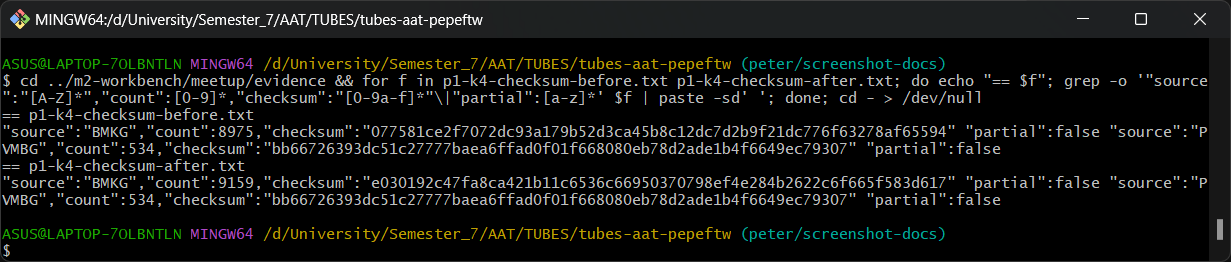 MINGW64:/d/University/Semester_7/AAT/TUBES/tubes-aat-pepeftw
ASUS@LAPTOP-7OLBNTLN MINGW64 /d/University/Semester_7/AAT/TUBES/tubes-aat-pepeftw (peter/screenshot-docs)
$ cd ../m2-workbench/meetup/evidence && for f in p1-k4-checksum-before.txt p1-k4-checksum-after.txt; do echo "== $f"; grep -o '"source
":"[A-Z]*","count":[0-9]*,"checksum":"[0-9a-f]*"\|"partial":[a-z]*' $f | paste -sd' '; done; cd - > /dev/null
== p1-k4-checksum-before.txt
"source":"BMKG","count":8975,"checksum":"077581ce2f7072dc93a179b52d3ca45b8c12dc7d2b9f21dc776f63278af65594" "partial":false "source":"P
VMBG","count":534,"checksum":"bb66726393dc51c27777baea6ffad0f01f668080eb78d2ade1b4f6649ec79307" "partial":false
== p1-k4-checksum-after.txt
"source":"BMKG","count":9159,"checksum":"e030192c47fa8ca421b11c6536c66950370798ef4e284b2622c6f665f583d617" "partial":false "source":"P
VMBG","count":534,"checksum":"bb66726393dc51c27777baea6ffad0f01f668080eb78d2ade1b4f6649ec79307" "partial":false
ASUS@LAPTOP-7OLBNTLN MINGW64 /d/University/Semester_7/AAT/TUBES/tubes-aat-pepeftw (peter/screenshot-docs)
$